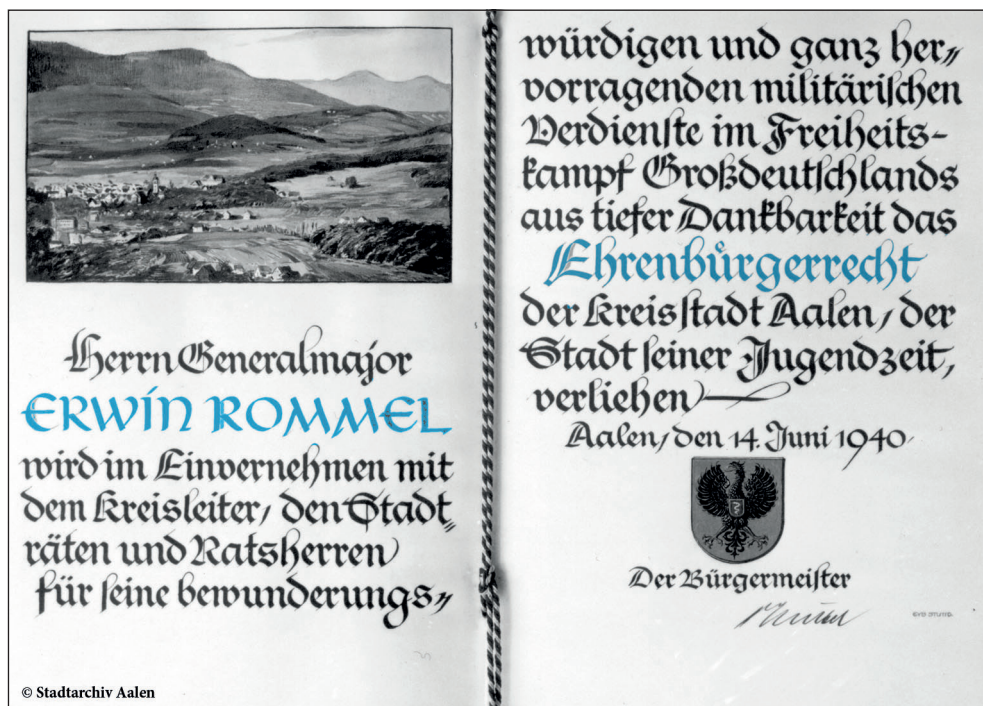 Herrn Generalmajor
ERWIN ROMMEL
wird im Einvernehmen mit
dem Kreisleiter, den Stadt„
räten und Ratsherren
für seine bewunderungs„
© Stadtarchiv Aalen
würdigen und ganz her„
vorragenden militärischen
Verdienste im Freiheits-
kampf Großdeutschlands
aus tiefer Dankbarkeit das
Ehrenbürgerrecht
der Kreisstadt Aalen, der
Stadt seiner Jugendzeit,
verliehen
Aalen, den 14. Juni 1940.
Der Bürgermeister